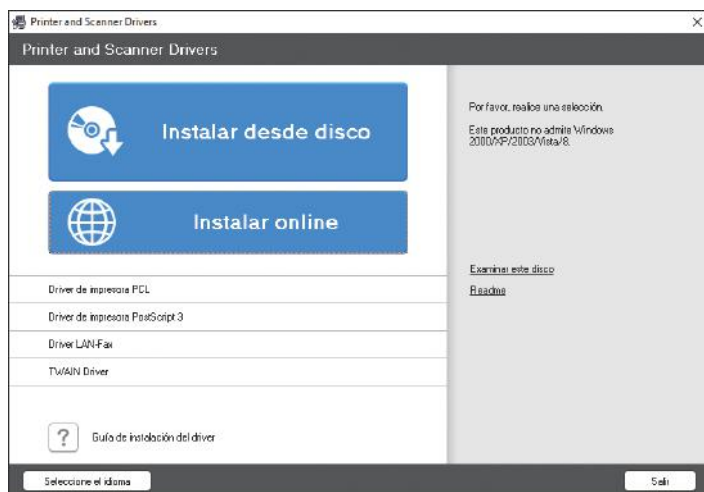 Printer and Scanner Drivers
Printer and Scanner Drivers
Instalar desde disco
Instalar online
Driver de impresora PCL
Driver de impresora PostScript 3
Driver LAN-Fax
TWAIN Driver
? Guía de instalación del driver
Por favor, realice una selección.
Este producto no admite Windows
2000/XP/2003/Vista/8.
Examinar este disco
Readme
Seleccione el idioma
Salir